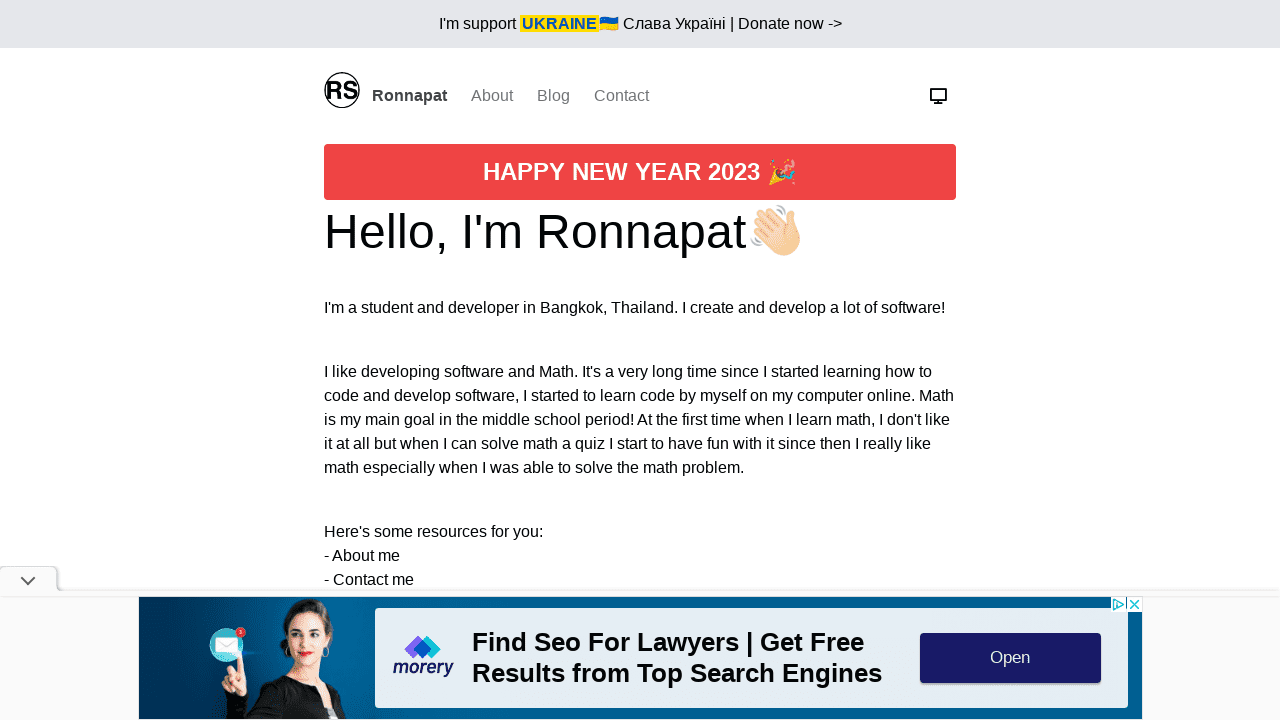 I'm support UKRAINE🇺🇦 Слава Україні | Donate now ->
RS Ronnapat About Blog Contact
HAPPY NEW YEAR 2023 🎉
Hello, I'm Ronnapat👋🏻
I'm a student and developer in Bangkok, Thailand. I create and develop a lot of software!
I like developing software and Math. It's a very long time since I started learning how to
code and develop software, I started to learn code by myself on my computer online. Math
is my main goal in the middle school period! At the first time when I learn math, I don't like
it at all but when I can solve math a quiz I start to have fun with it since then I really like
math especially when I was able to solve the math problem.
Here's some resources for you:
- About me
- Contact me
morery
Find Seo For Lawyers | Get Free
Results from Top Search Engines
Open